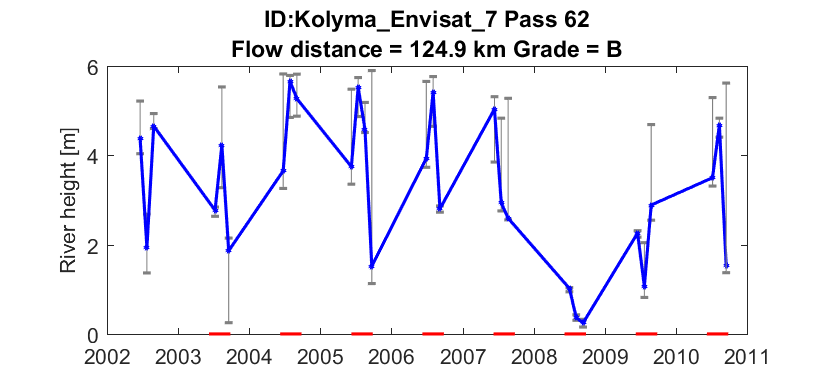 ID:Kolyma_Envisat_7 Pass 62
Flow distance = 124.9 km Grade = B
River height [m]
6
4
2
0
2002 2003 2004 2005 2006 2007 2008 2009 2010 2011